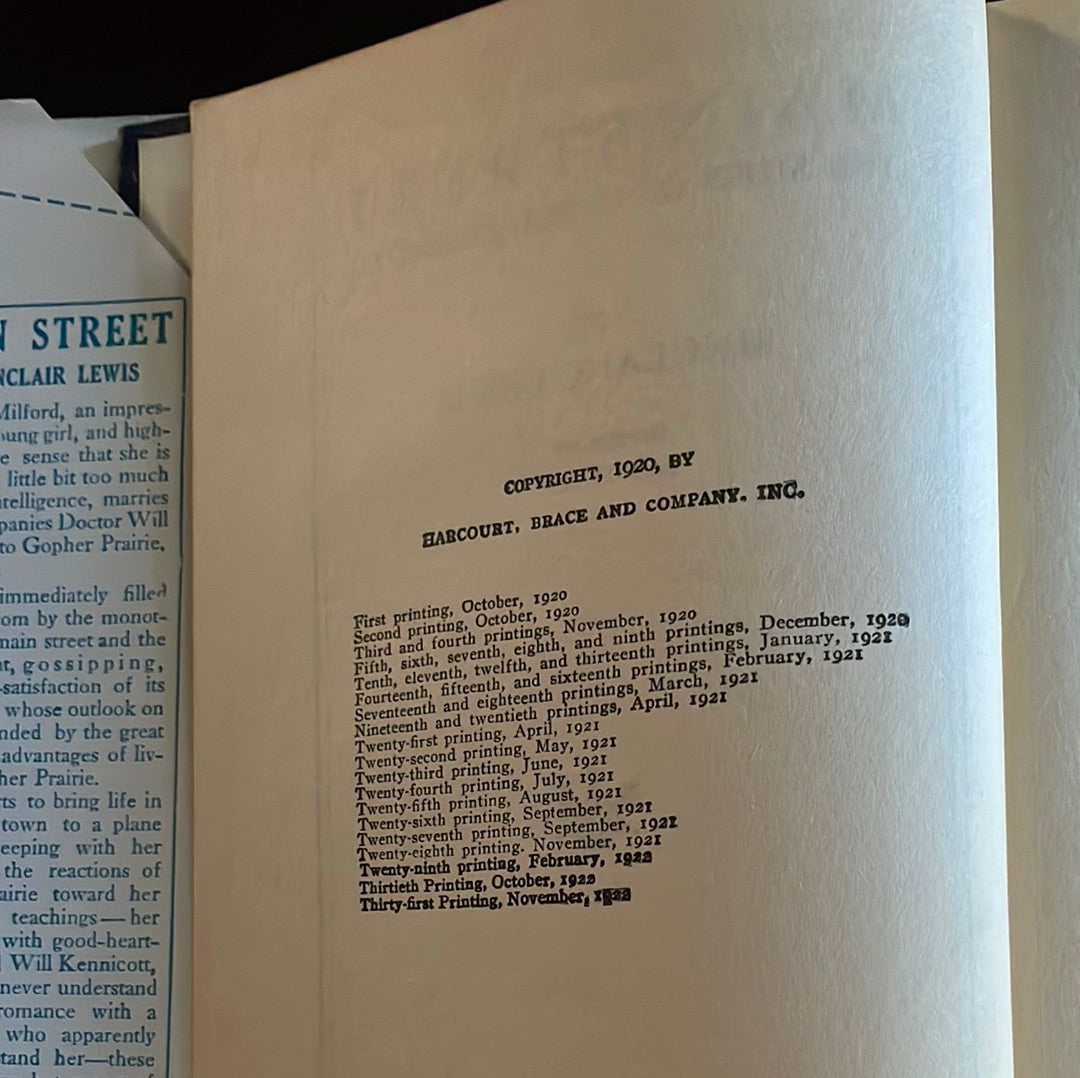 N STREET
NCLAIR LEWIS
Milford, an impres-
oung girl, and high-
e sense that she is
little bit too much
ntelligence, marries
panies Doctor Will
to Gopher Prairie,
immediately filled
om by the monot-
main street and the
nt, gossipping,
-satisfaction of its
whose outlook on
nded by the great
advantages of liv-
her Prairie.
rts to bring life in
town to a plane
eeping with her
the reactions of
airie toward her
teachings—her
with good-heart-
Will Kennicott,
never understand
romance with a
who apparently
tand her—these
COPYRIGHT, 1920, BY
HARCOURT, BRACE AND COMPANY. INC.
First printing, October, 1920
Second printing, October, 1920
Third and fourth printings, November, 1920
Fifth, sixth, seventh, eighth, and ninth printings, December, 1920
Tenth, eleventh, twelfth, and thirteenth printings, January, 1921
Fourteenth, fifteenth, and sixteenth printings, February, 1921
Seventeenth and eighteenth printings, March, 1921
Nineteenth and twentieth printings, April, 1921
Twenty-first printing, April, 1921
Twenty-second printing, May, 1921
Twenty-third printing, June, 1921
Twenty-fourth printing, July, 1921
Twenty-fifth printing, August, 1921
Twenty-sixth printing, September, 1921
Twenty-seventh printing, September, 1921
Twenty-eighth printing. November, 1921
Twenty-ninth printing, February, 1922
Thirtieth Printing, October, 1922
Thirty-first Printing, November, 1922